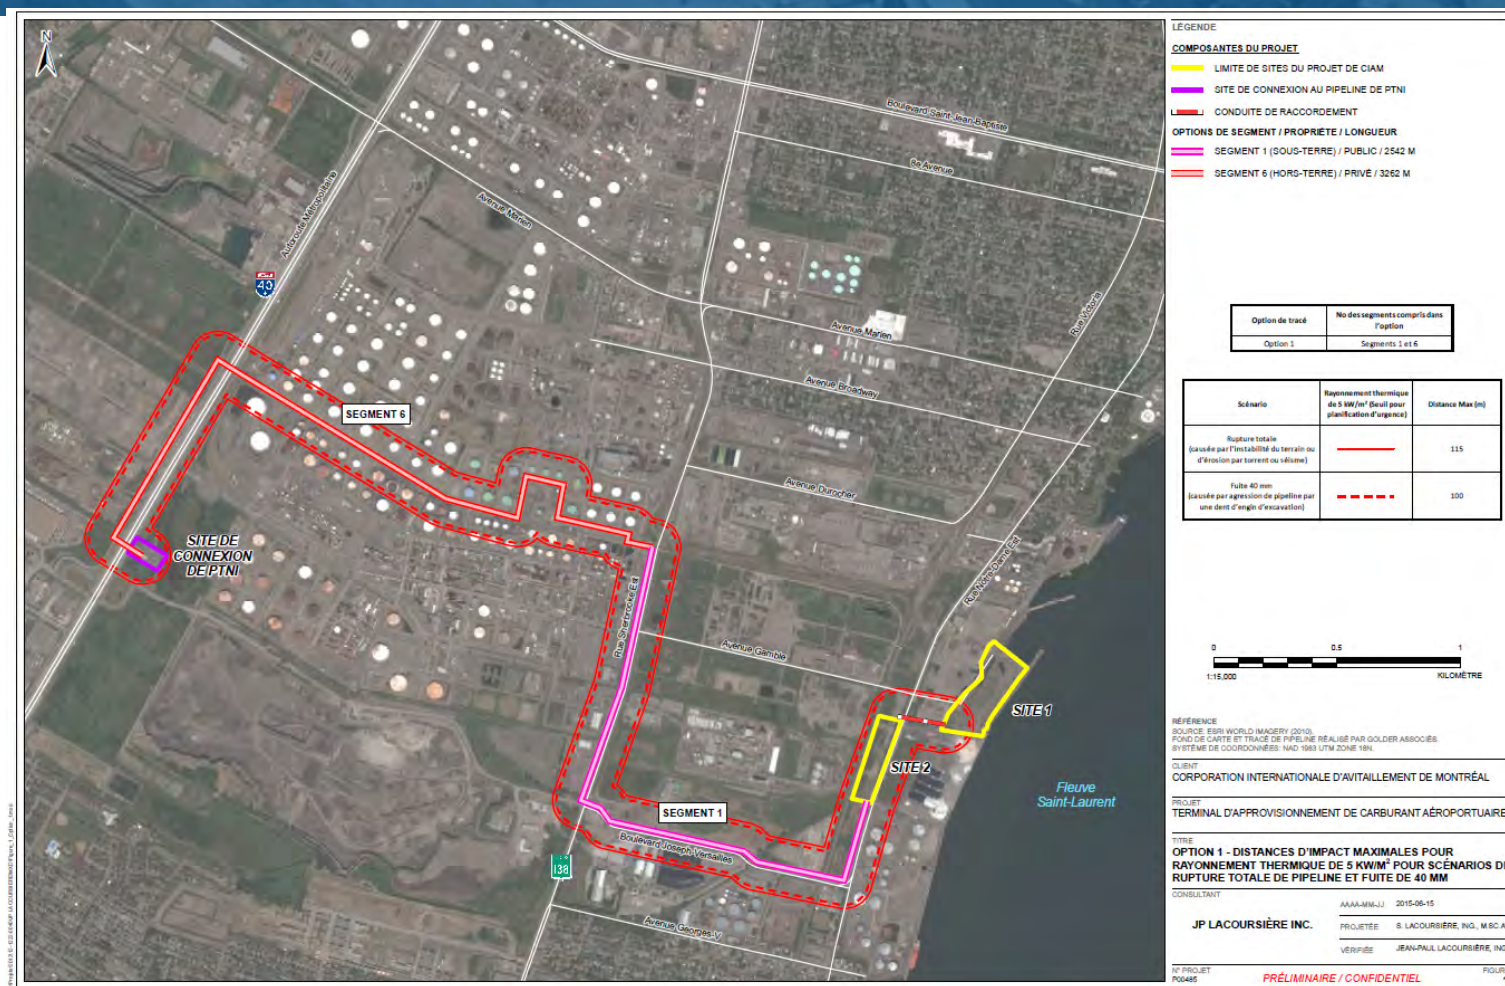 N
Boulevard Saint-Jean-Baptiste
8e Avenue
Autoroute Métropolitaine
Avenue Marien
40
Rue Victoria
Avenue Marien
Avenue Broadway
SEGMENT 6
Avenue Durocher
SITE DE
CONNEXION
DE PTNI
Rue Notre-Dame Est
Rue Sherbrooke Est
Avenue Gamble
SITE 1
SITE 2
Fleuve
Saint-Laurent
SEGMENT 1
Boulevard Joseph-Versailles
138
Avenue Georges-V
LÉGENDE
COMPOSANTES DU PROJET
LIMITE DE SITES DU PROJET DE CIAM
SITE DE CONNEXION AU PIPELINE DE PTNI
CONDUITE DE RACCORDEMENT
OPTIONS DE SEGMENT / PROPRIÉTÉ / LONGUEUR
SEGMENT 1 (SOUS-TERRE) / PUBLIC / 2542 M
SEGMENT 6 (HORS-TERRE) / PRIVÉ / 3262 M
Option de tracé
No des segments compris dans
l'option
Option 1
Segments 1 et 6
Scénario
Rayonnement thermique
de 5 kW/m² (Seuil pour
planification d'urgence)
Distance Max (m)
Rupture totale
(causée par l'instabilité du terrain ou
d'érosion par torrent ou séisme)
115
Fuite 40 mm
(causée par agression de pipeline par
une dent d'engin d'excavation)
100
0 0.5 1
1:15,000 KILOMÈTRE
RÉFÉRENCE
SOURCE: ESRI WORLD IMAGERY (2010).
FOND DE CARTE ET TRACÉ DE PIPELINE RÉALISÉ PAR GOLDER ASSOCIÉS.
SYSTÈME DE COORDONNÉES: NAD 1983 UTM ZONE 18N.
CLIENT
CORPORATION INTERNATIONALE D'AVITAILLEMENT DE MONTRÉAL
PROJET
TERMINAL D'APPROVISIONNEMENT DE CARBURANT AÉROPORTUAIRE
TITRE
OPTION 1 - DISTANCES D'IMPACT MAXIMALES POUR
RAYONNEMENT THERMIQUE DE 5 KW/M² POUR SCÉNARIOS DE
RUPTURE TOTALE DE PIPELINE ET FUITE DE 40 MM
CONSULTANT
JP LACOURSIÈRE INC.
AAAA-MM-JJ 2015-06-15
PROJETÉE S. LACOURSIÈRE, ING., M.SC.A
VÉRIFIÉE JEAN-PAUL LACOURSIÈRE, ING
N° PROJET
P00485
PRÉLIMINAIRE / CONFIDENTIEL
FIGURE